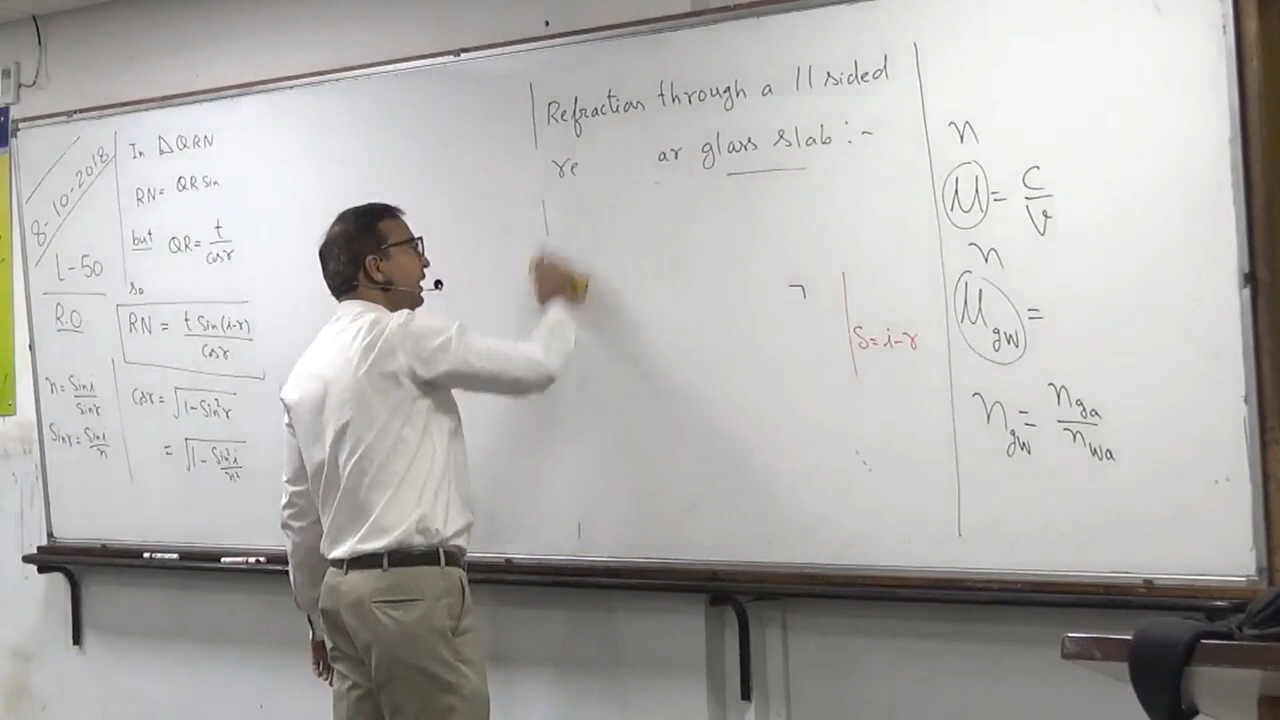 8-10-2018
L-50
R.O
n = Sin i / Sin r
Sin r = Sin i / n
In ΔQRN
RN = QR Sin
but QR = t / cos r
so
RN = t Sin(i-r) / cos r
cos r = √(1-Sin²r)
= √(1 - Sin²i / n²)
Refraction through a || sided
re ar glass slab :-
δ = i-r
n
μ = C / V
n
μgw =
ngw = nga / nwa